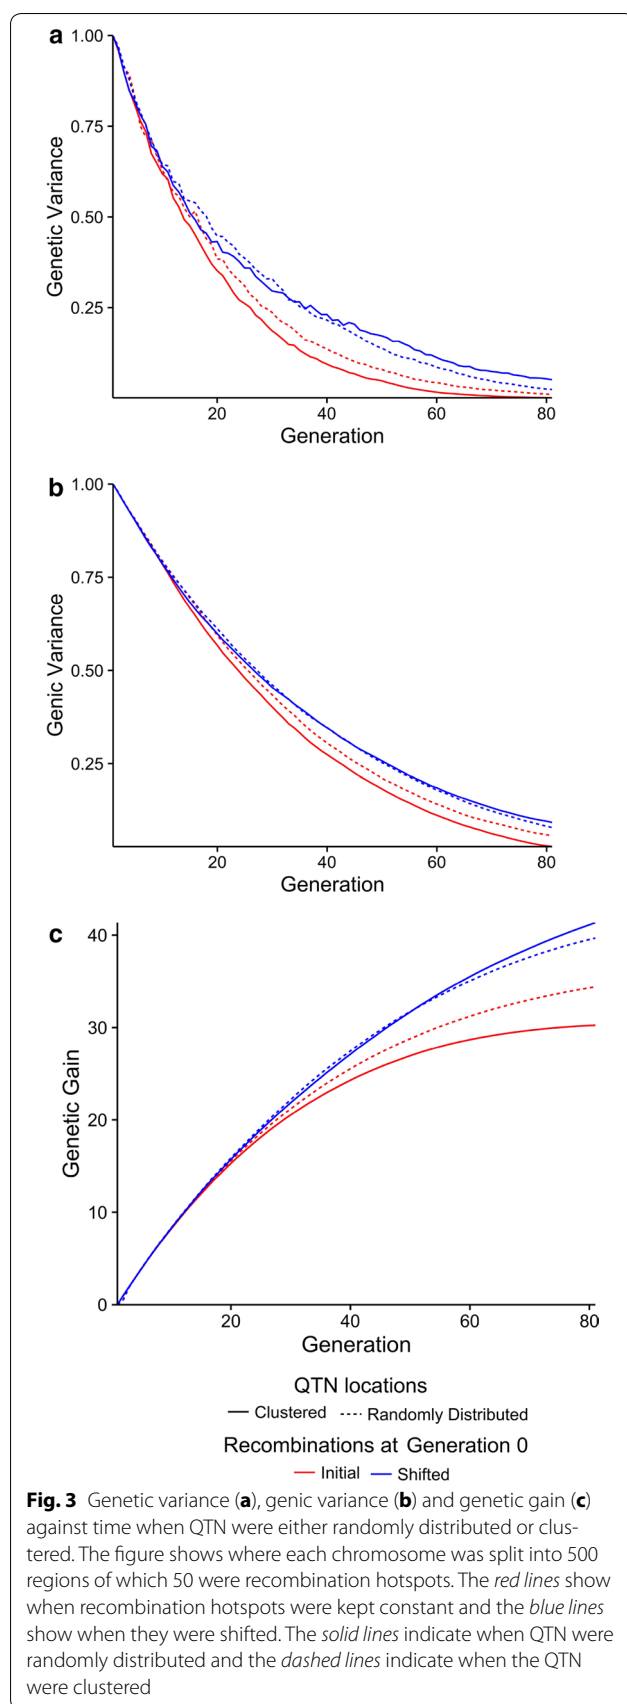 a
1.00
0.75
0.50
0.25
Genetic Variance
20 40 60 80
Generation
b
1.00
0.75
0.50
0.25
Genic Variance
20 40 60 80
Generation
c
40
30
20
10
0
Genetic Gain
20 40 60 80
Generation
QTN locations
Clustered Randomly Distributed
Recombinations at Generation 0
Initial Shifted
Fig. 3 Genetic variance (a), genic variance (b) and genetic gain (c)
against time when QTN were either randomly distributed or clus-
tered. The figure shows where each chromosome was split into 500
regions of which 50 were recombination hotspots. The red lines show
when recombination hotspots were kept constant and the blue lines
show when they were shifted. The solid lines indicate when QTN were
randomly distributed and the dashed lines indicate when the QTN
were clustered